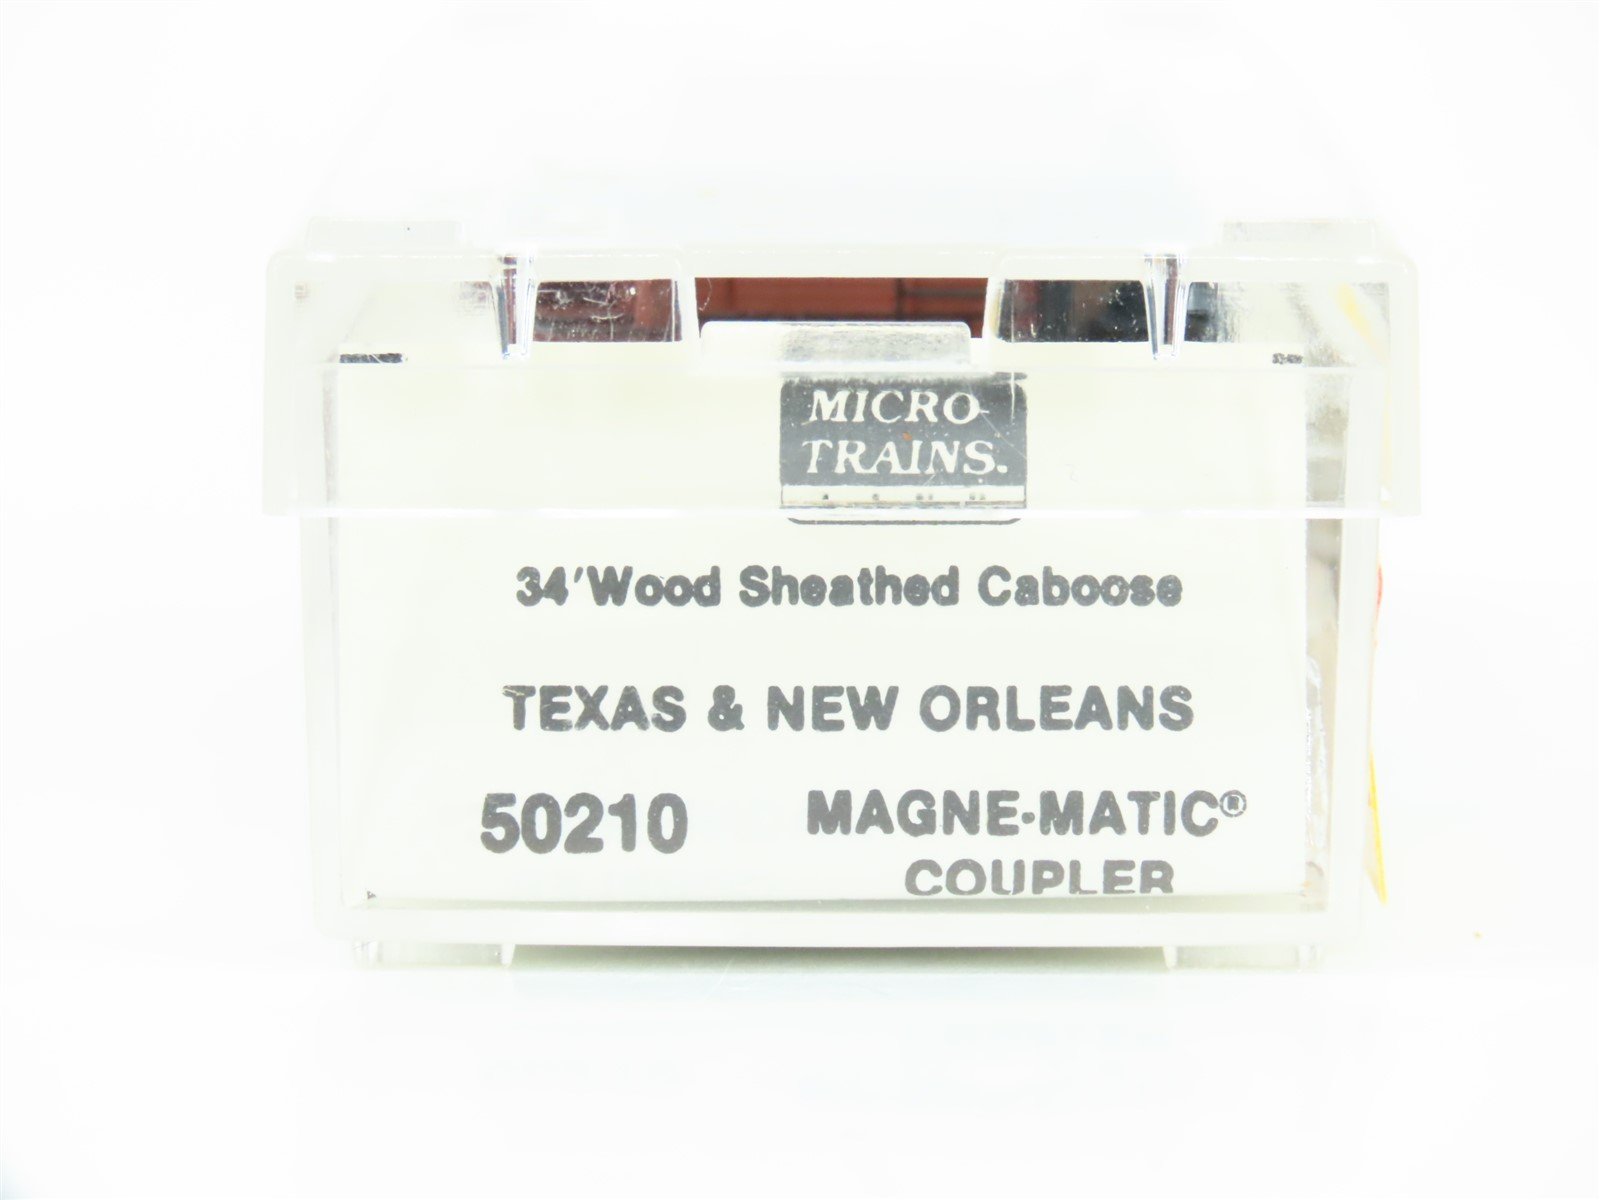 MICRO-
TRAINS.
34'Wood Sheathed Caboose
TEXAS & NEW ORLEANS
50210 MAGNE-MATIC®
COUPLER